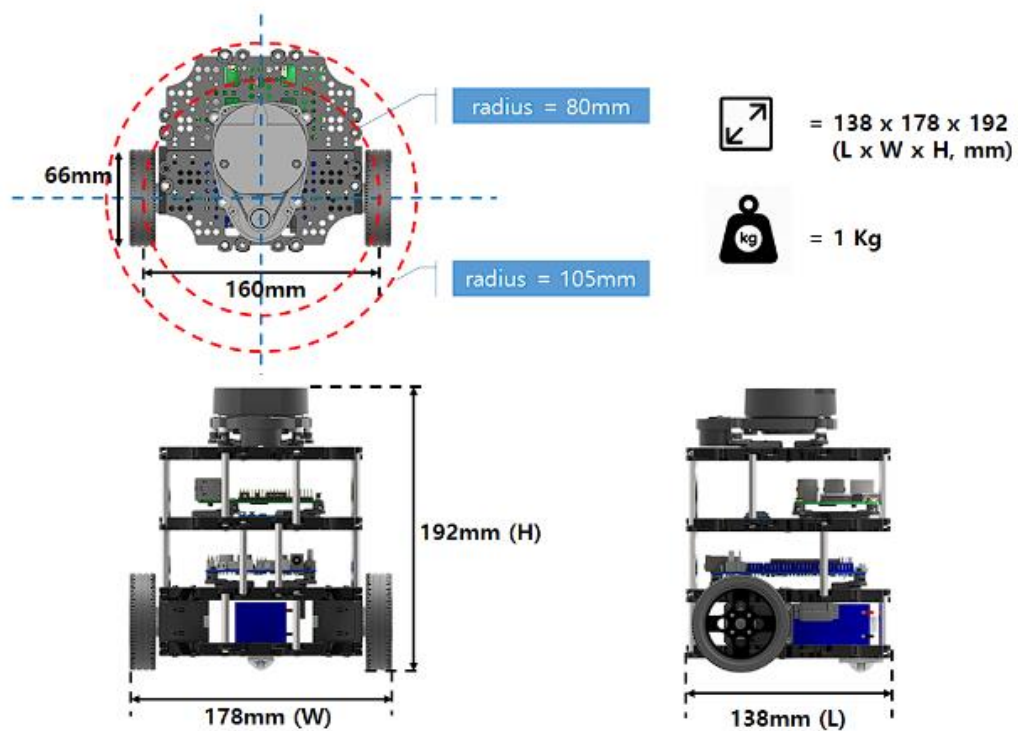 radius = 80mm
= 138 x 178 x 192
(L x W x H, mm)
66mm
kg
= 1 Kg
radius = 105mm
160mm
192mm (H)
178mm (W)
138mm (L)